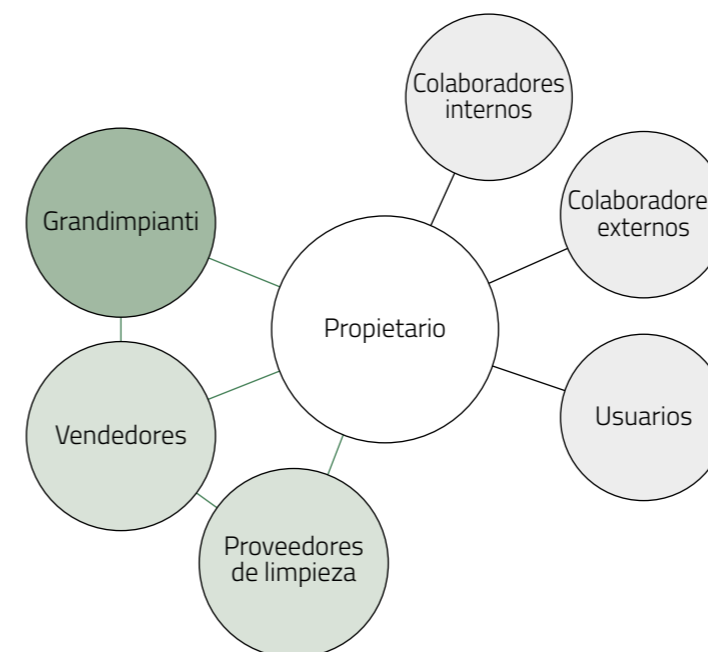 Colaboradores
internos
Grandimpianti
Colaboradore
externos
Propietario
Usuarios
Vendedores
Proveedores
de limpieza